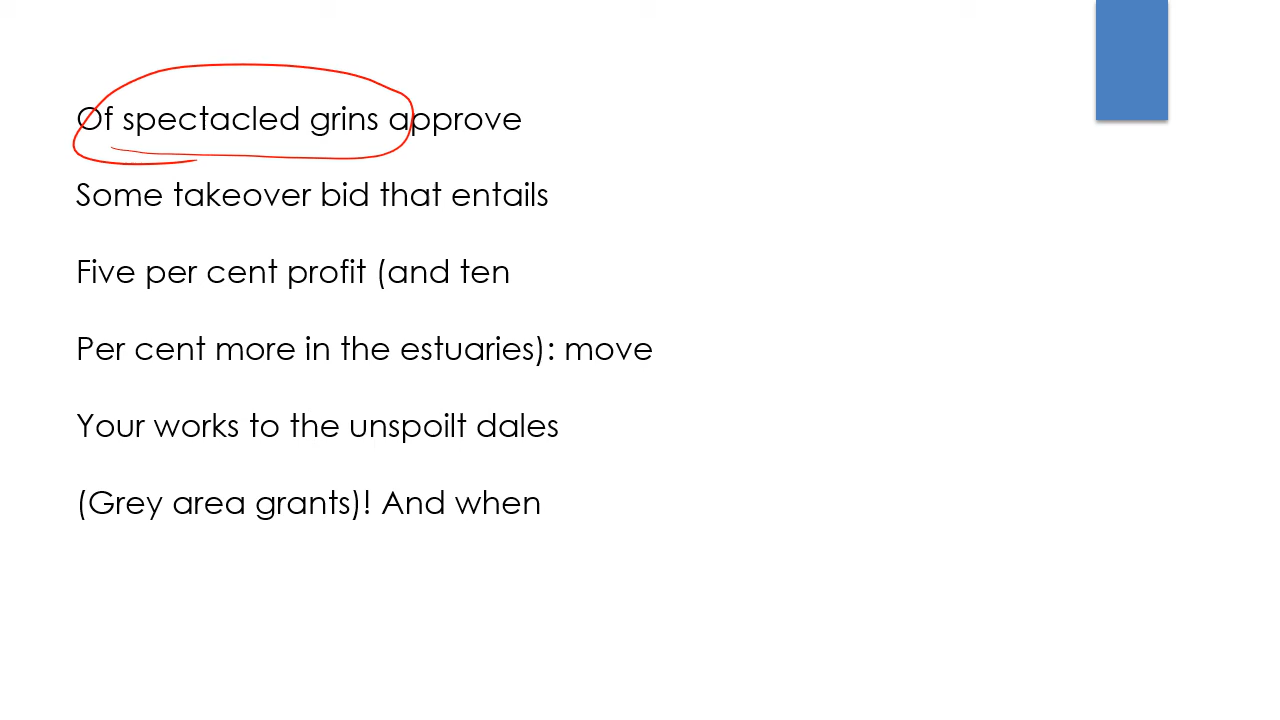 Of spectacled grins approve
Some takeover bid that entails
Five per cent profit (and ten
Per cent more in the estuaries): move
Your works to the unspoilt dales
(Grey area grants)! And when